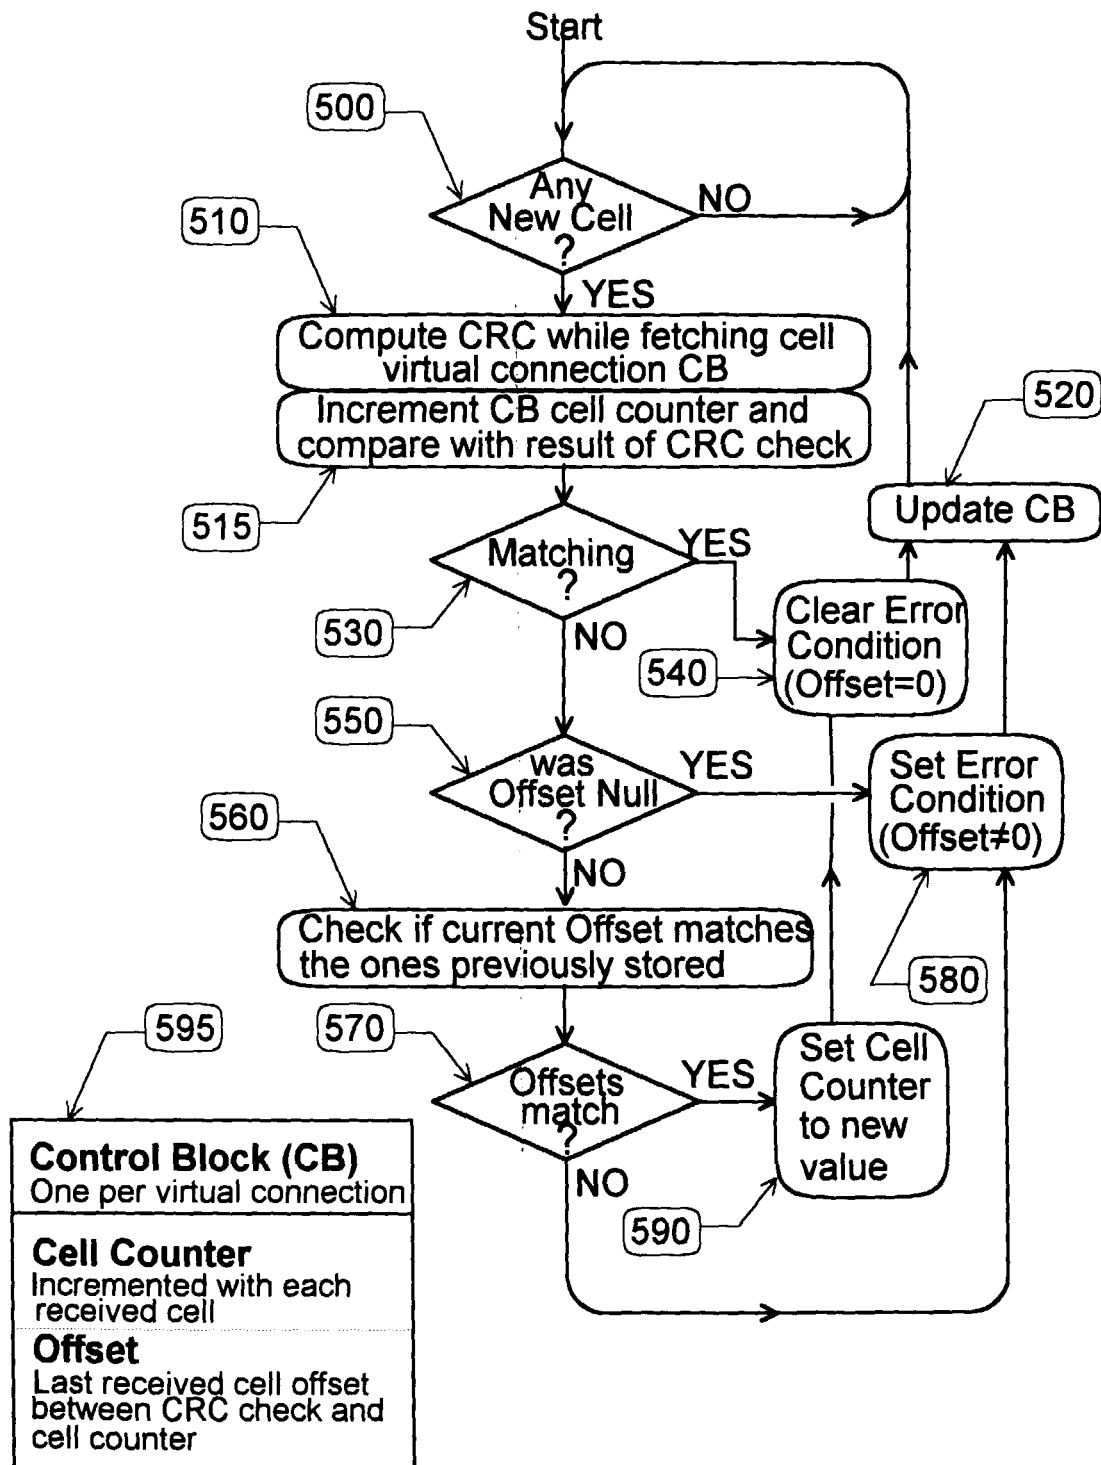 Start
500
Any
New Cell
?
NO
510
YES
Compute CRC while fetching cell
virtual connection CB
Increment CB cell counter and
compare with result of CRC check
520
515
Update CB
Matching
?
YES
530
NO
Clear Error
Condition
(Offset=0)
540
550
was
Offset Null
?
YES
Set Error
Condition
(Offset≠0)
560
NO
Check if current Offset matches
the ones previously stored
580
595
570
Offsets
match
?
YES
Set Cell
Counter
to new
value
NO
590
Control Block (CB)
One per virtual connection
Cell Counter
Incremented with each
received cell
Offset
Last received cell offset
between CRC check and
cell counter